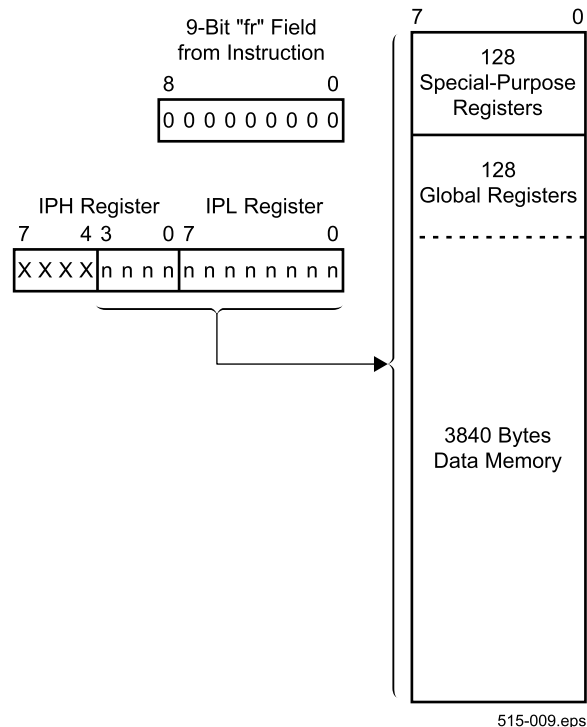 9-Bit "fr" Field
from Instruction
8 0
0 0 0 0 0 0 0 0 0
IPH Register IPL Register
7 4 3 0 7 0
X X X X n n n n n n n n n n n n
7 0
128
Special-Purpose
Registers
128
Global Registers
3840 Bytes
Data Memory
515-009.eps